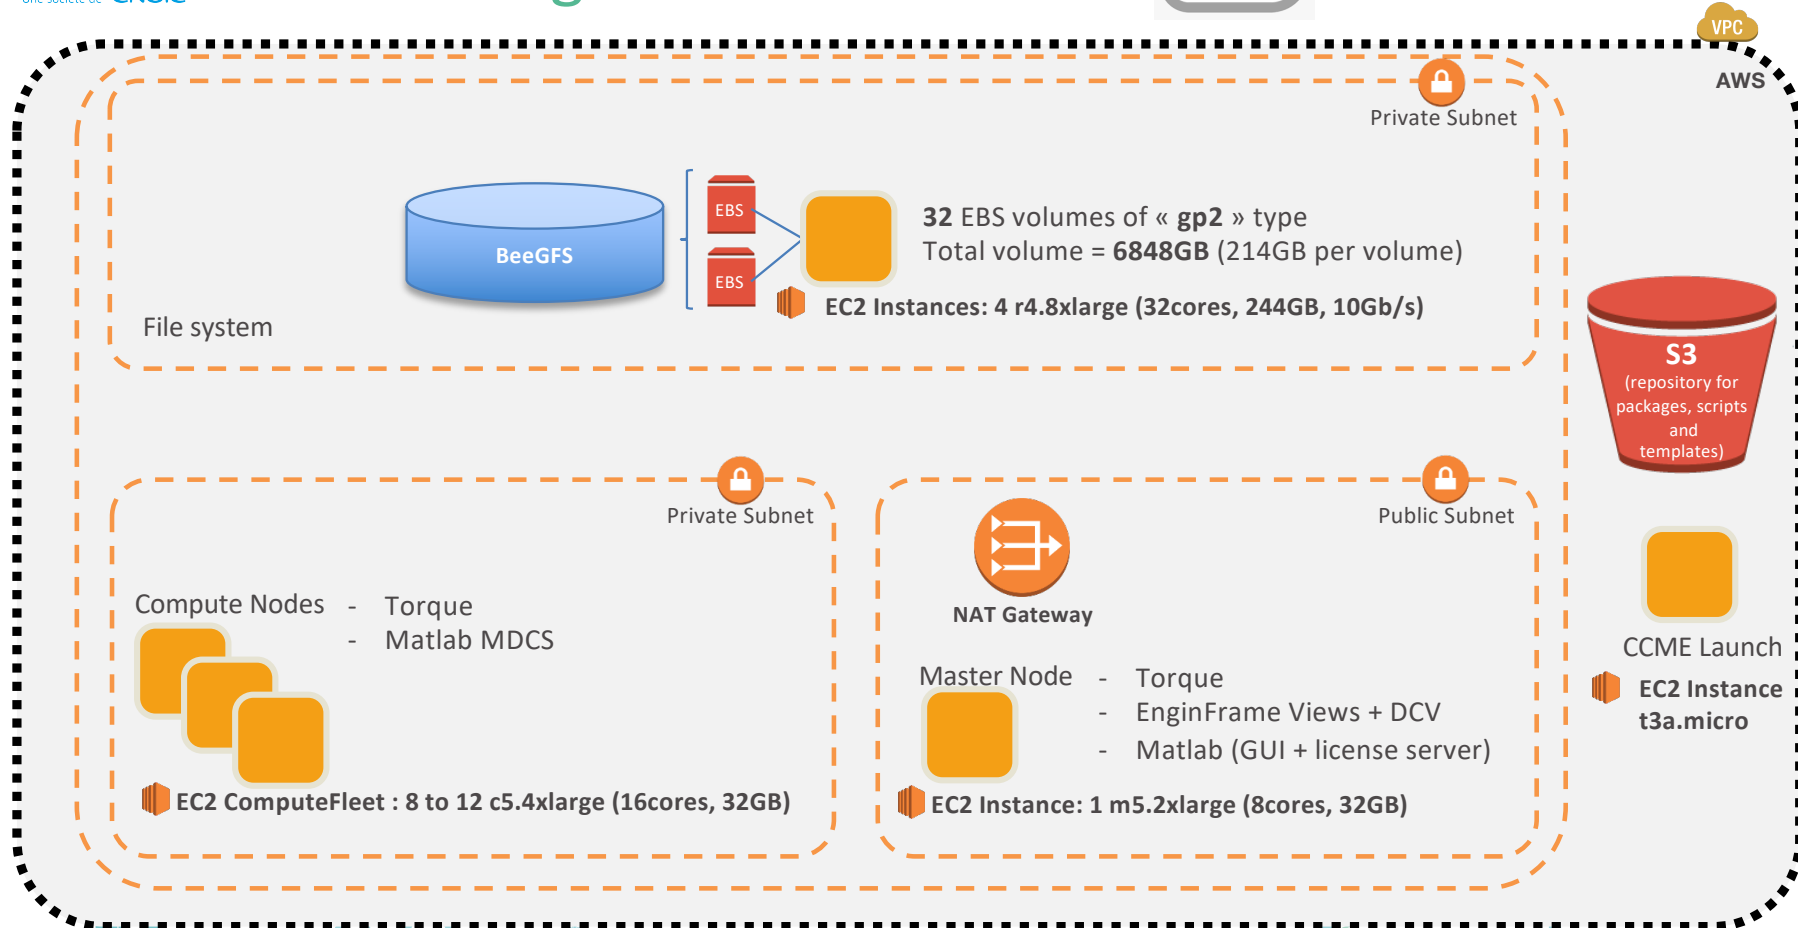 VPC
AWS
Private Subnet
EBS
EBS
BeeGFS
32 EBS volumes of « gp2 » type
Total volume = 6848GB (214GB per volume)
EC2 Instances: 4 r4.8xlarge (32cores, 244GB, 10Gb/s)
File system
S3
(repository for
packages, scripts
and
templates)
Private Subnet
Compute Nodes
- Torque
- Matlab MDCS
EC2 ComputeFleet : 8 to 12 c5.4xlarge (16cores, 32GB)
Public Subnet
NAT Gateway
Master Node
- Torque
- EnginFrame Views + DCV
- Matlab (GUI + license server)
EC2 Instance: 1 m5.2xlarge (8cores, 32GB)
CCME Launch
EC2 Instance
t3a.micro